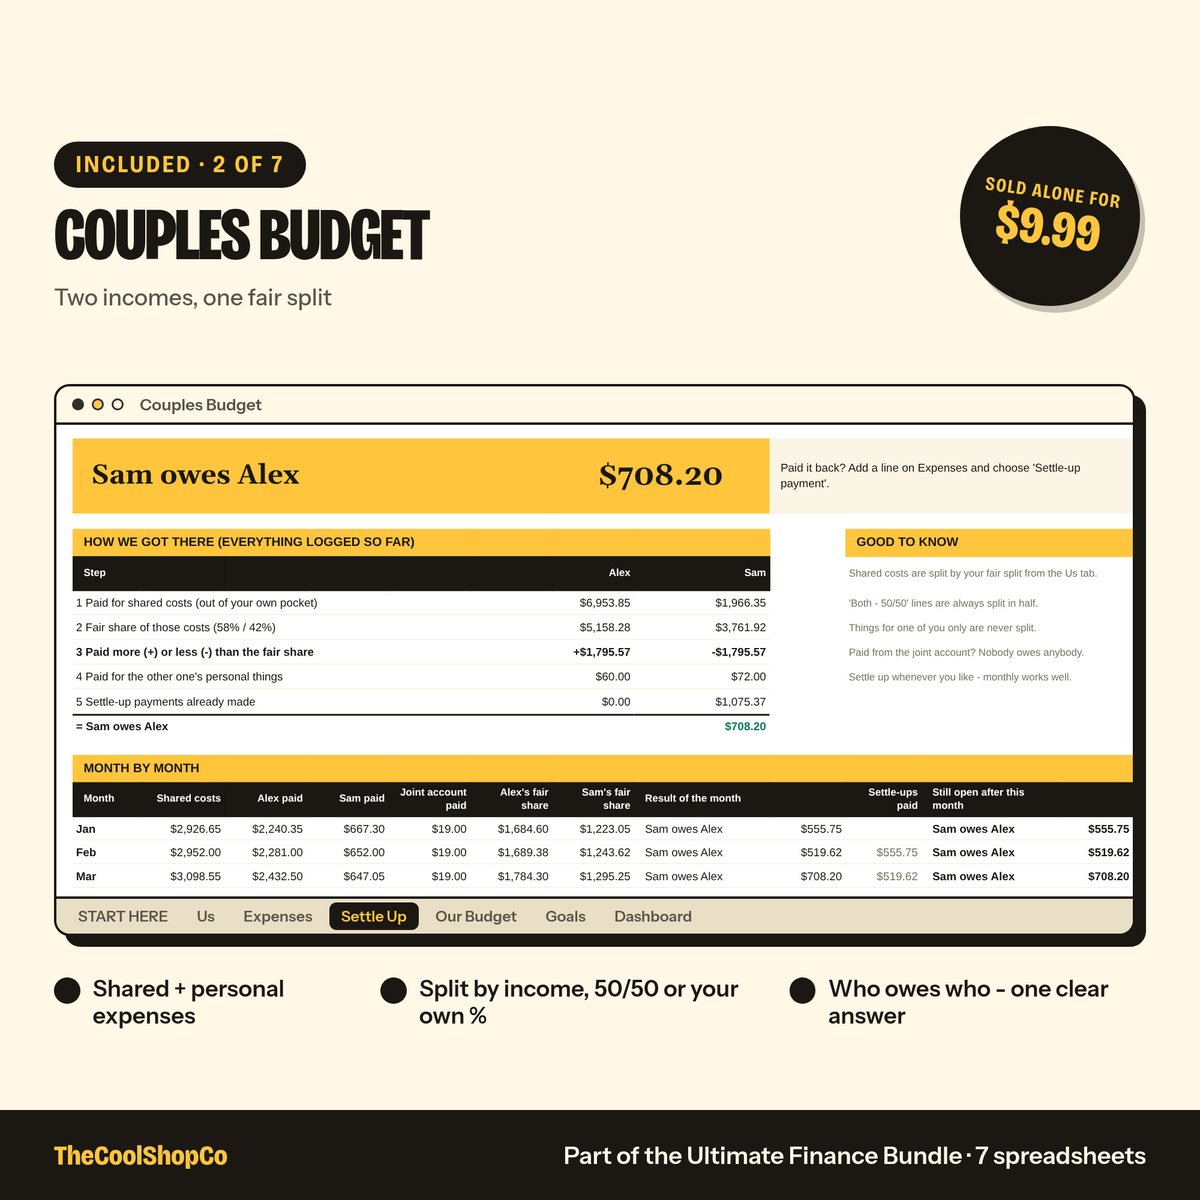 INCLUDED · 2 OF 7
COUPLES BUDGET
Two incomes, one fair split
SOLD ALONE FOR
$9.99
Couples Budget
Sam owes Alex $708.20
Paid it back? Add a line on Expenses and choose 'Settle-up
payment'.
HOW WE GOT THERE (EVERYTHING LOGGED SO FAR)
Step Alex Sam
1 Paid for shared costs (out of your own pocket) $6,953.85 $1,966.35
2 Fair share of those costs (58% / 42%) $5,158.28 $3,761.92
3 Paid more (+) or less (-) than the fair share +$1,795.57 -$1,795.57
4 Paid for the other one's personal things $60.00 $72.00
5 Settle-up payments already made $0.00 $1,075.37
= Sam owes Alex $708.20
GOOD TO KNOW
Shared costs are split by your fair split from the Us tab.
'Both - 50/50' lines are always split in half.
Things for one of you only are never split.
Paid from the joint account? Nobody owes anybody.
Settle up whenever you like - monthly works well.
MONTH BY MONTH
Month Shared costs Alex paid Sam paid Joint account paid Alex's fair share Sam's fair share Result of the month Settle-ups paid Still open after this month
Jan $2,926.65 $2,240.35 $667.30 $19.00 $1,684.60 $1,223.05 Sam owes Alex $555.75 Sam owes Alex $555.75
Feb $2,952.00 $2,281.00 $652.00 $19.00 $1,689.38 $1,243.62 Sam owes Alex $519.62 $555.75 Sam owes Alex $519.62
Mar $3,098.55 $2,432.50 $647.05 $19.00 $1,784.30 $1,295.25 Sam owes Alex $708.20 $519.62 Sam owes Alex $708.20
START HERE Us Expenses Settle Up Our Budget Goals Dashboard
Shared + personal
expenses
Split by income, 50/50 or your
own %
Who owes who - one clear
answer
TheCoolShopCo
Part of the Ultimate Finance Bundle · 7 spreadsheets